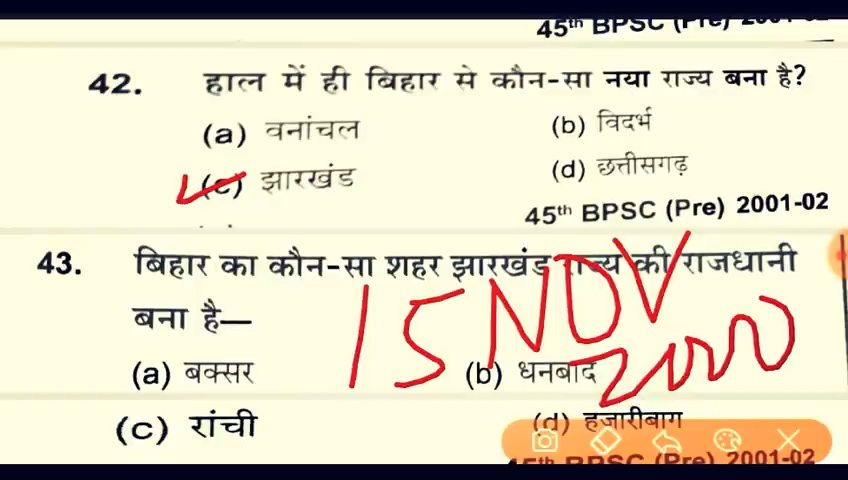 45th BPSC (Pre) 2001-02
42. हाल में ही बिहार से कौन-सा नया राज्य बना है?
(a) वनांचल (b) विदर्भ
(c) झारखंड (d) छत्तीसगढ़
45th BPSC (Pre) 2001-02
43. बिहार का कौन-सा शहर झारखंड राज्य की राजधानी
बना है—
15 NOV
2000
(a) बक्सर (b) धनबाद
(c) रांची (d) हजारीबाग
45th BPSC (Pre) 2001-02